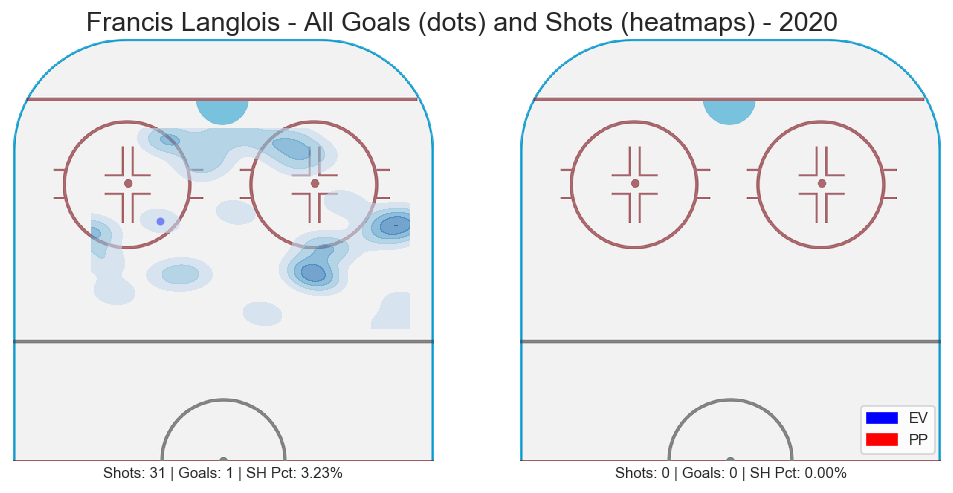 Francis Langlois - All Goals (dots) and Shots (heatmaps) - 2020
EV
PP
Shots: 31 | Goals: 1 | SH Pct: 3.23%
Shots: 0 | Goals: 0 | SH Pct: 0.00%